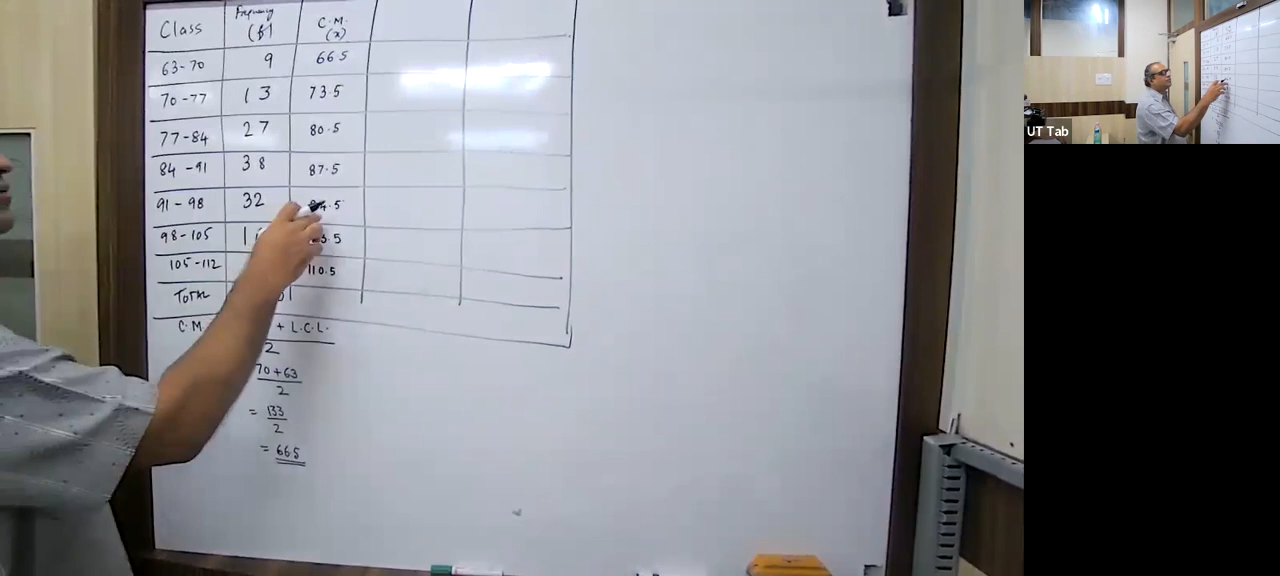 Class Frequency (f) C.M. (x)
63-70 9 66.5
70-77 13 73.5
77-84 27 80.5
84-91 38 87.5
91-98 32
98-105
105-112 110.5
TOTAL
C.M. + L.C.L.
2
70+63
2
= 133
2
= 66.5
UT Tab